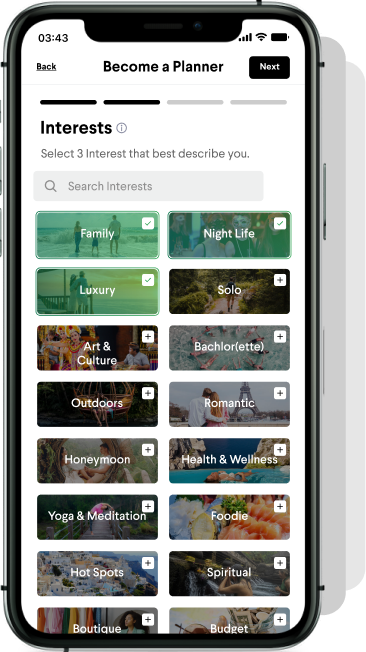 03:43
Back
Become a Planner
Next
Interests
Select 3 Interest that best describe you.
Search Interests
Family
Night Life
Luxury
Solo
Art &
Culture
Bachlor(ette)
Outdoors
Romantic
Honeymoon
Health & Wellness
Yoga & Meditation
Foodie
Hot Spots
Spiritual
Boutique
Budget